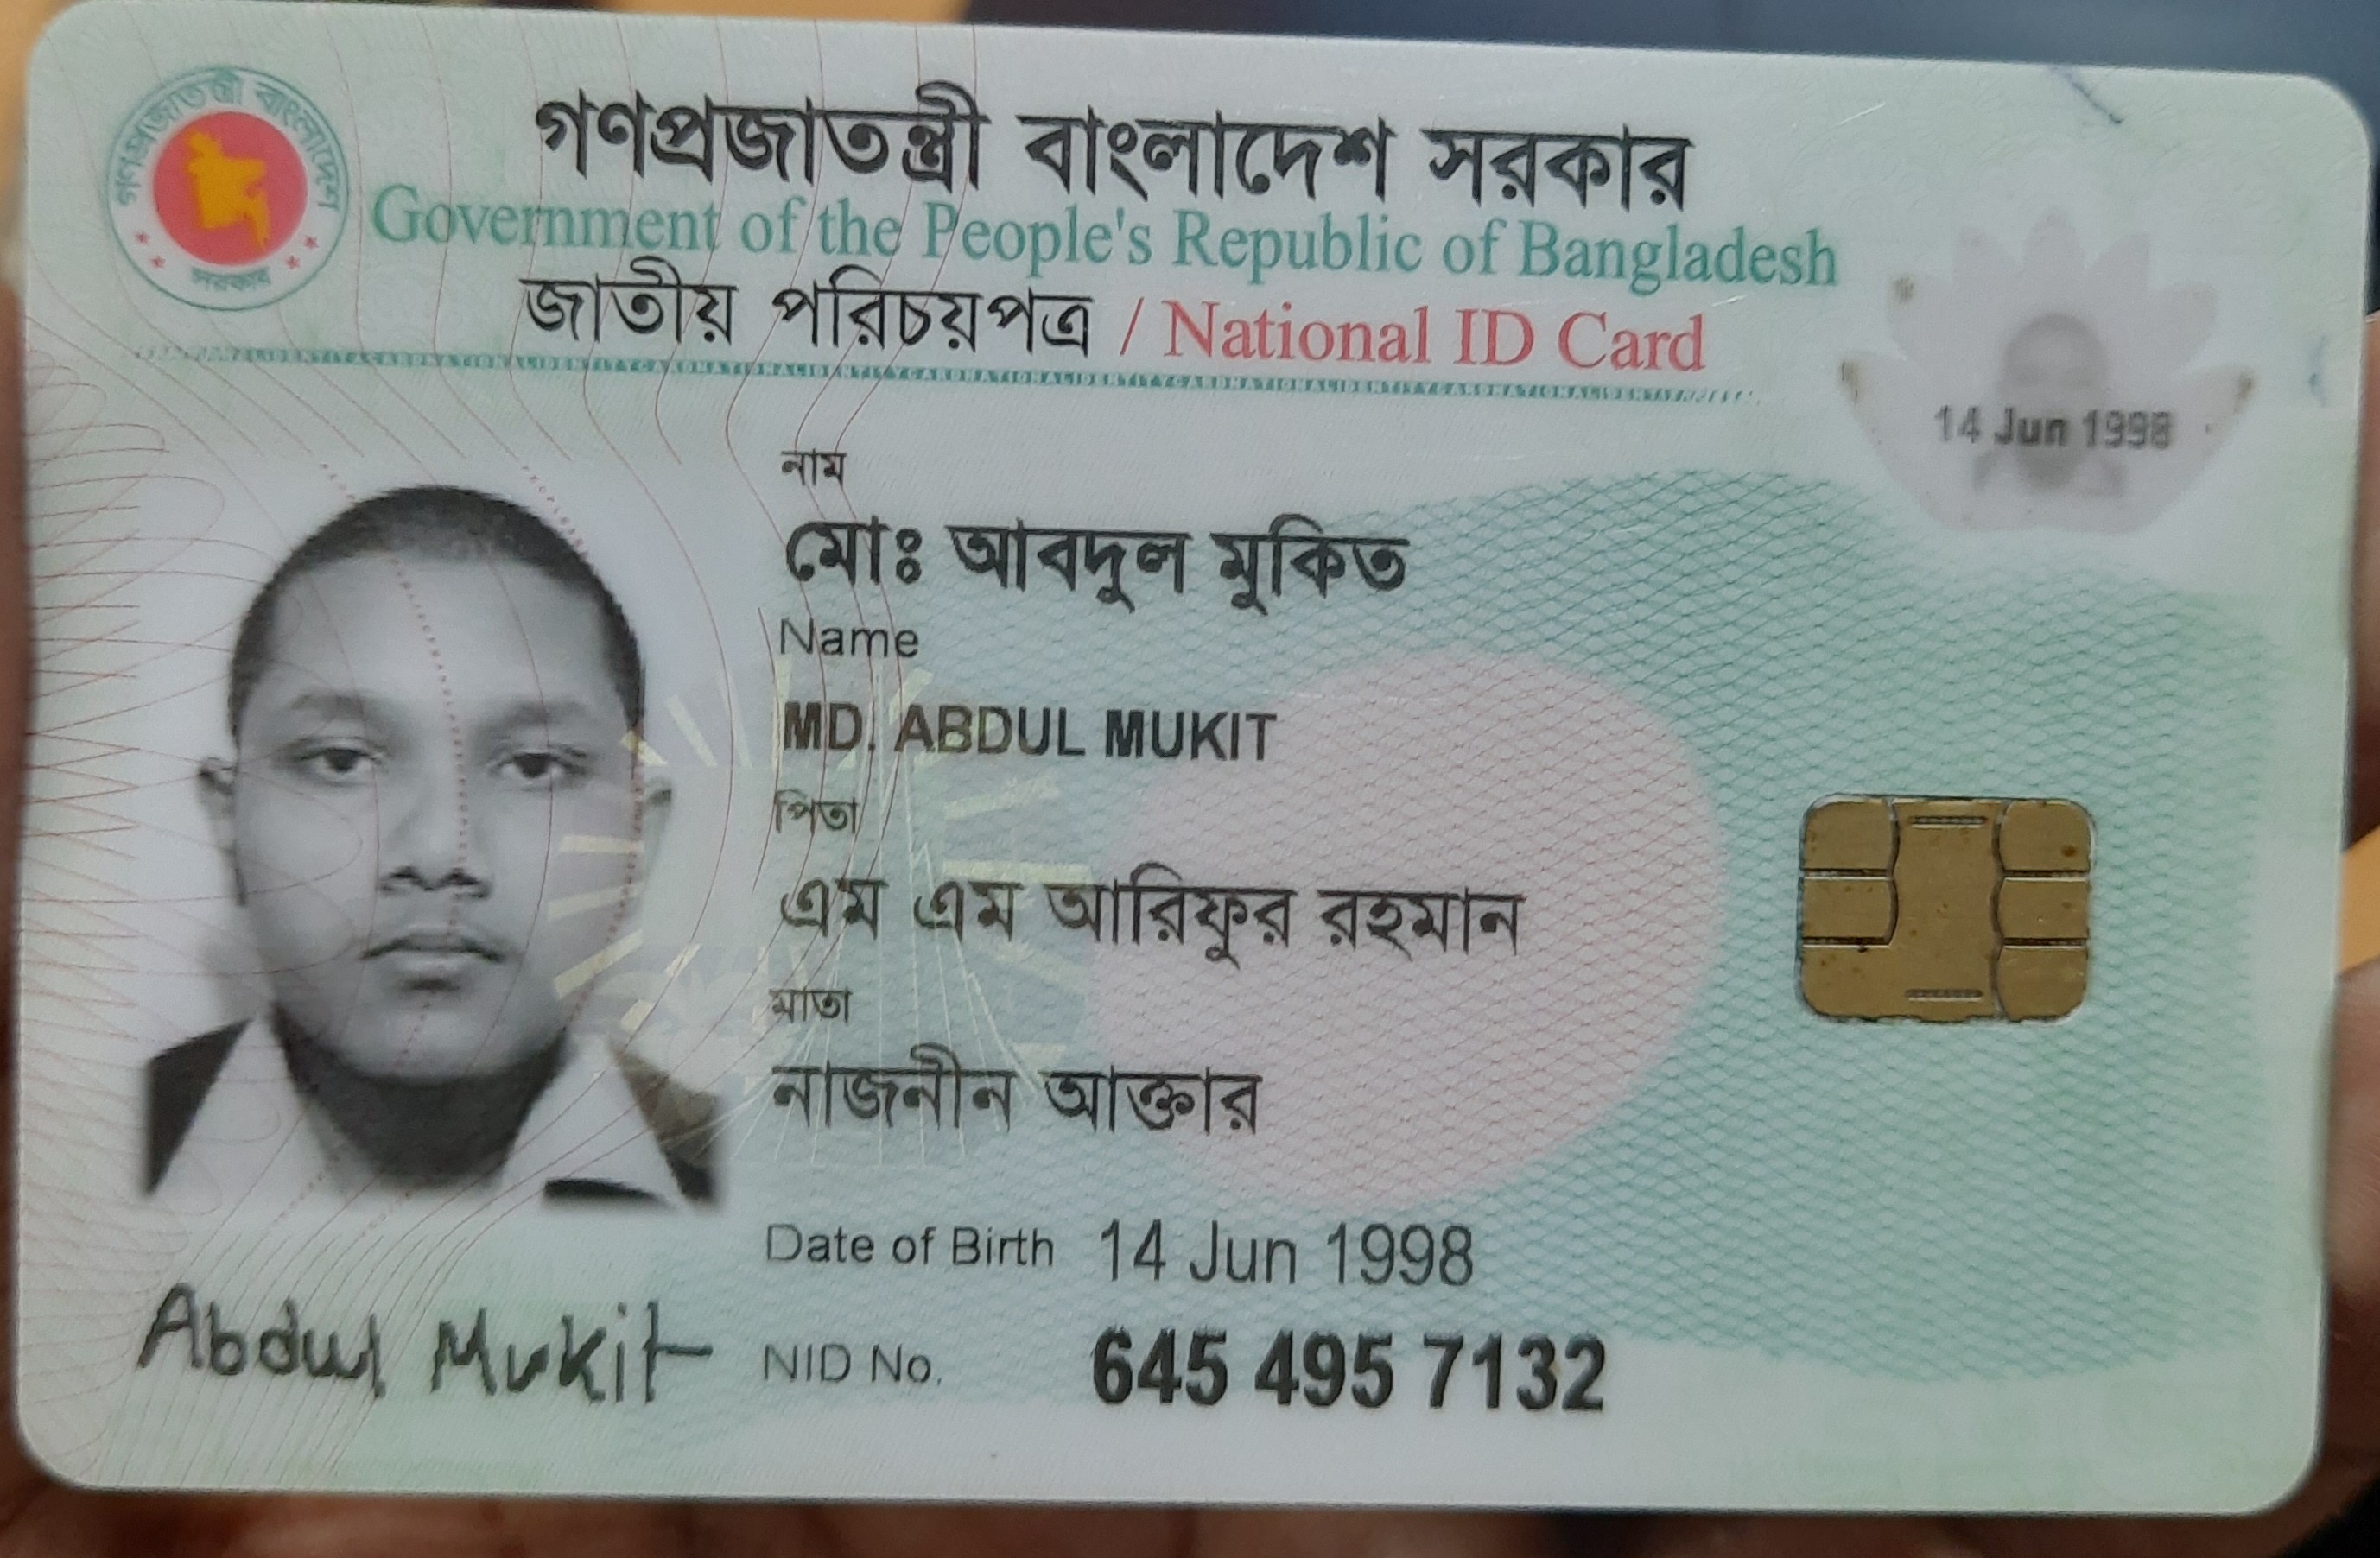 গণপ্রজাতন্ত্রী বাংলাদেশ সরকার
Government of the People's Republic of Bangladesh
জাতীয় পরিচয়পত্র / National ID Card
গণপ্রজাতন্ত্রী বাংলাদেশ
সরকার
14 Jun 1998
নাম
মোঃ আবদুল মুকিত
Name
MD. ABDUL MUKIT
পিতা
এম এম আরিফুর রহমান
মাতা
নাজনীন আক্তার
Date of Birth 14 Jun 1998
Abdul Mukit
NID No. 645 495 7132